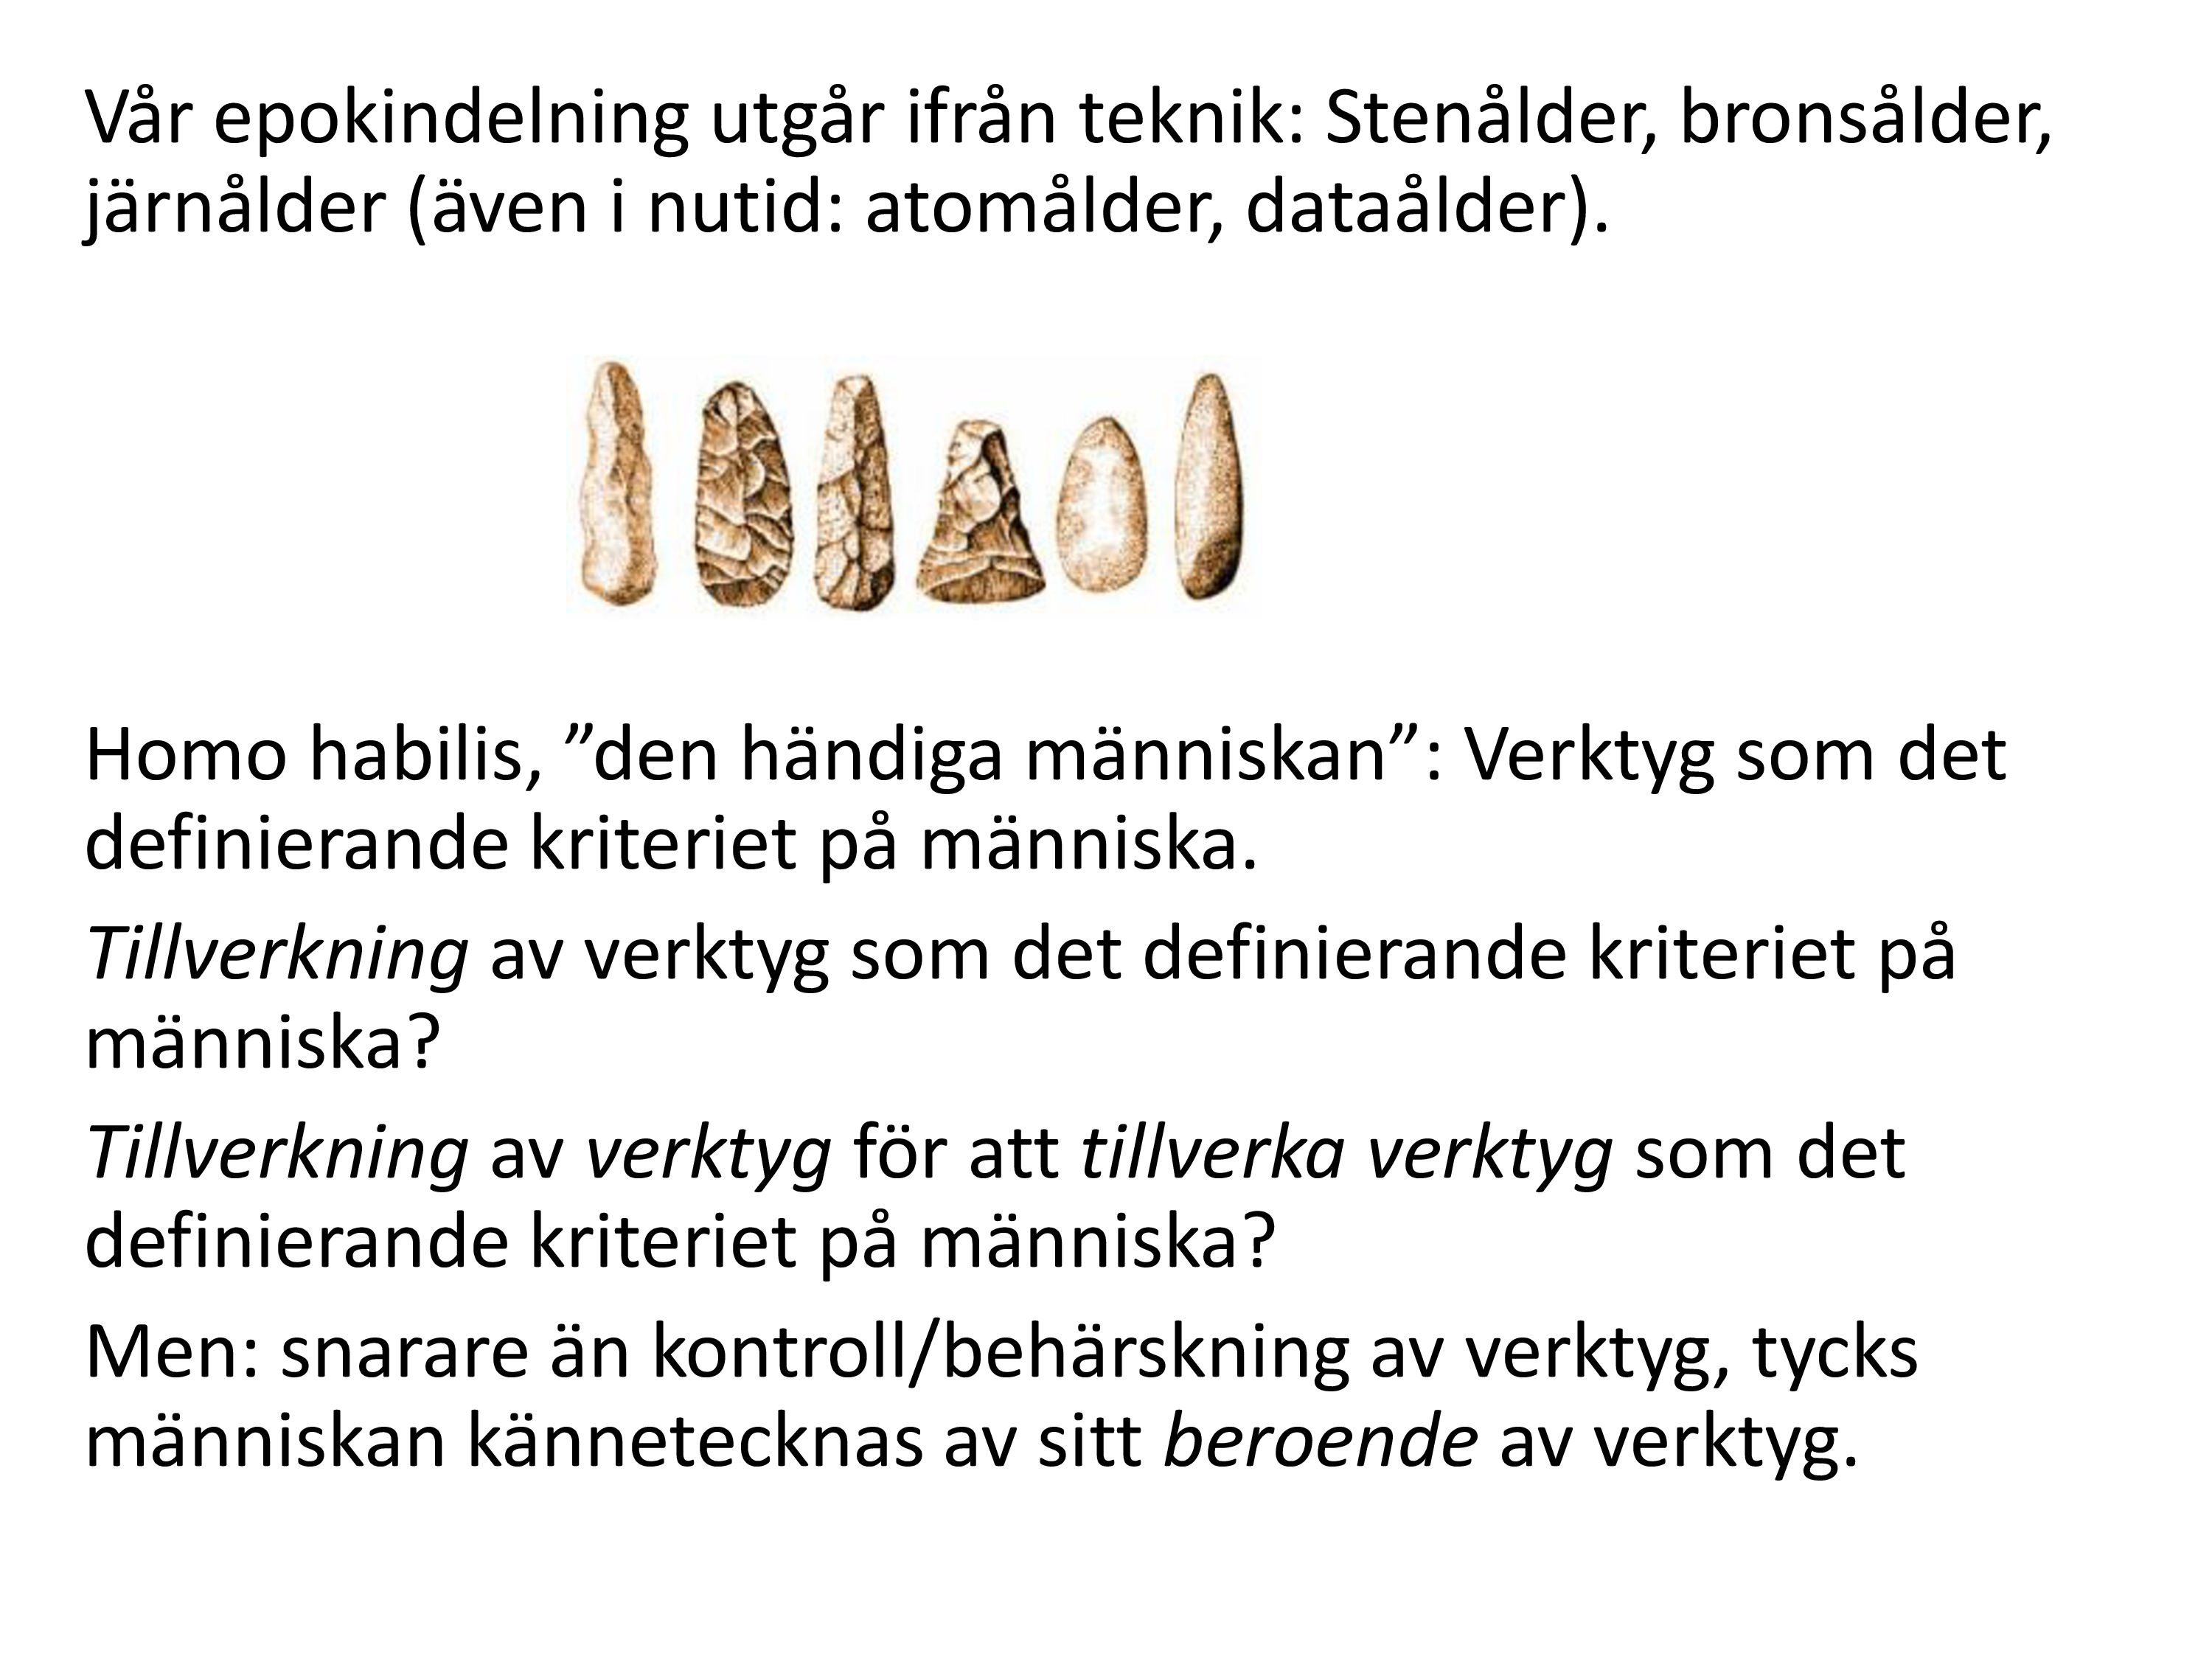 Vår epokindelning utgår ifrån teknik: Stenålder, bronsålder,
järnålder (även i nutid: atomålder, dataålder).
Homo habilis, ”den händiga människan”: Verktyg som det
definierande kriteriet på människa.
Tillverkning av verktyg som det definierande kriteriet på
människa?
Tillverkning av verktyg för att tillverka verktyg som det
definierande kriteriet på människa?
Men: snarare än kontroll/behärskning av verktyg, tycks
människan kännetecknas av sitt beroende av verktyg.